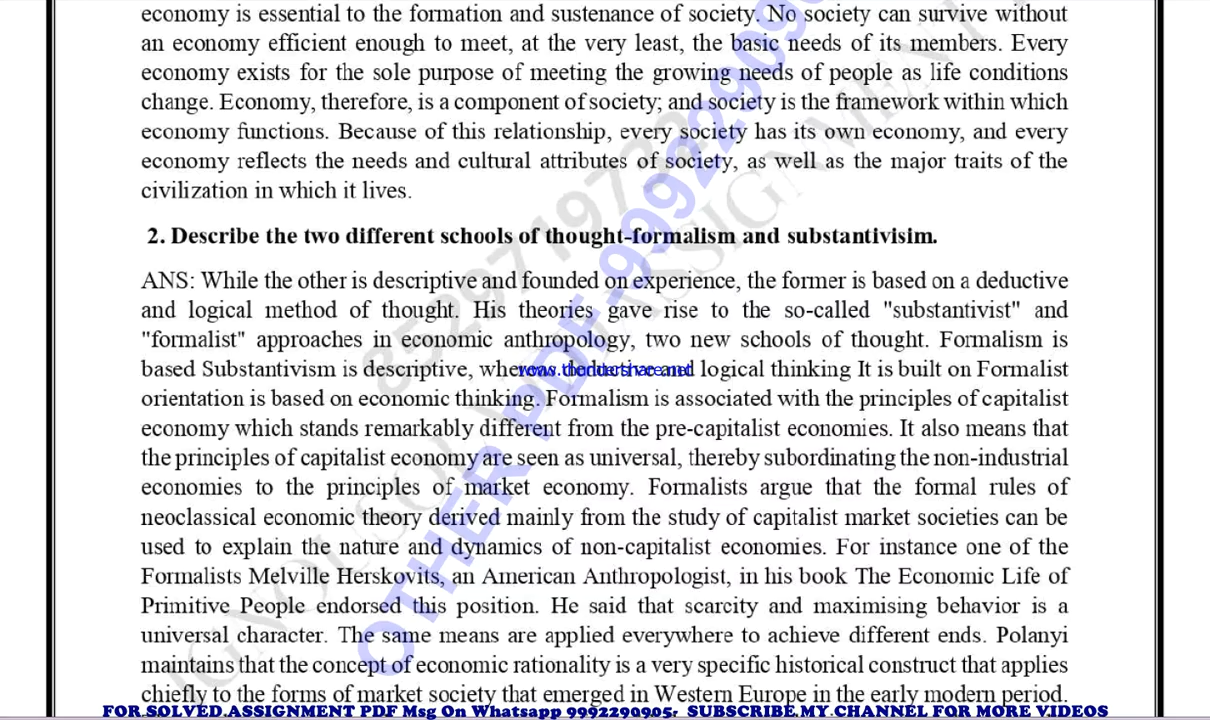 economy is essential to the formation and sustenance of society. No society can survive without
an economy efficient enough to meet, at the very least, the basic needs of its members. Every
economy exists for the sole purpose of meeting the growing needs of people as life conditions
change. Economy, therefore, is a component of society; and society is the framework within which
economy functions. Because of this relationship, every society has its own economy, and every
economy reflects the needs and cultural attributes of society, as well as the major traits of the
civilization in which it lives.
2. Describe the two different schools of thought-formalism and substantivisim.
ANS: While the other is descriptive and founded on experience, the former is based on a deductive
and logical method of thought. His theories gave rise to the so-called "substantivist" and
"formalist" approaches in economic anthropology, two new schools of thought. Formalism is
based Substantivism is descriptive, whereas deductive and logical thinking It is built on Formalist
orientation is based on economic thinking. Formalism is associated with the principles of capitalist
economy which stands remarkably different from the pre-capitalist economies. It also means that
the principles of capitalist economy are seen as universal, thereby subordinating the non-industrial
economies to the principles of market economy. Formalists argue that the formal rules of
neoclassical economic theory derived mainly from the study of capitalist market societies can be
used to explain the nature and dynamics of non-capitalist economies. For instance one of the
Formalists Melville Herskovits, an American Anthropologist, in his book The Economic Life of
Primitive People endorsed this position. He said that scarcity and maximising behavior is a
universal character. The same means are applied everywhere to achieve different ends. Polanyi
maintains that the concept of economic rationality is a very specific historical construct that applies
chiefly to the forms of market society that emerged in Western Europe in the early modern period.
FOR SOLVED ASSIGNMENT PDF Msg On Whatsapp 9992290905, SUBSCRIBE MY CHANNEL FOR MORE VIDEOS